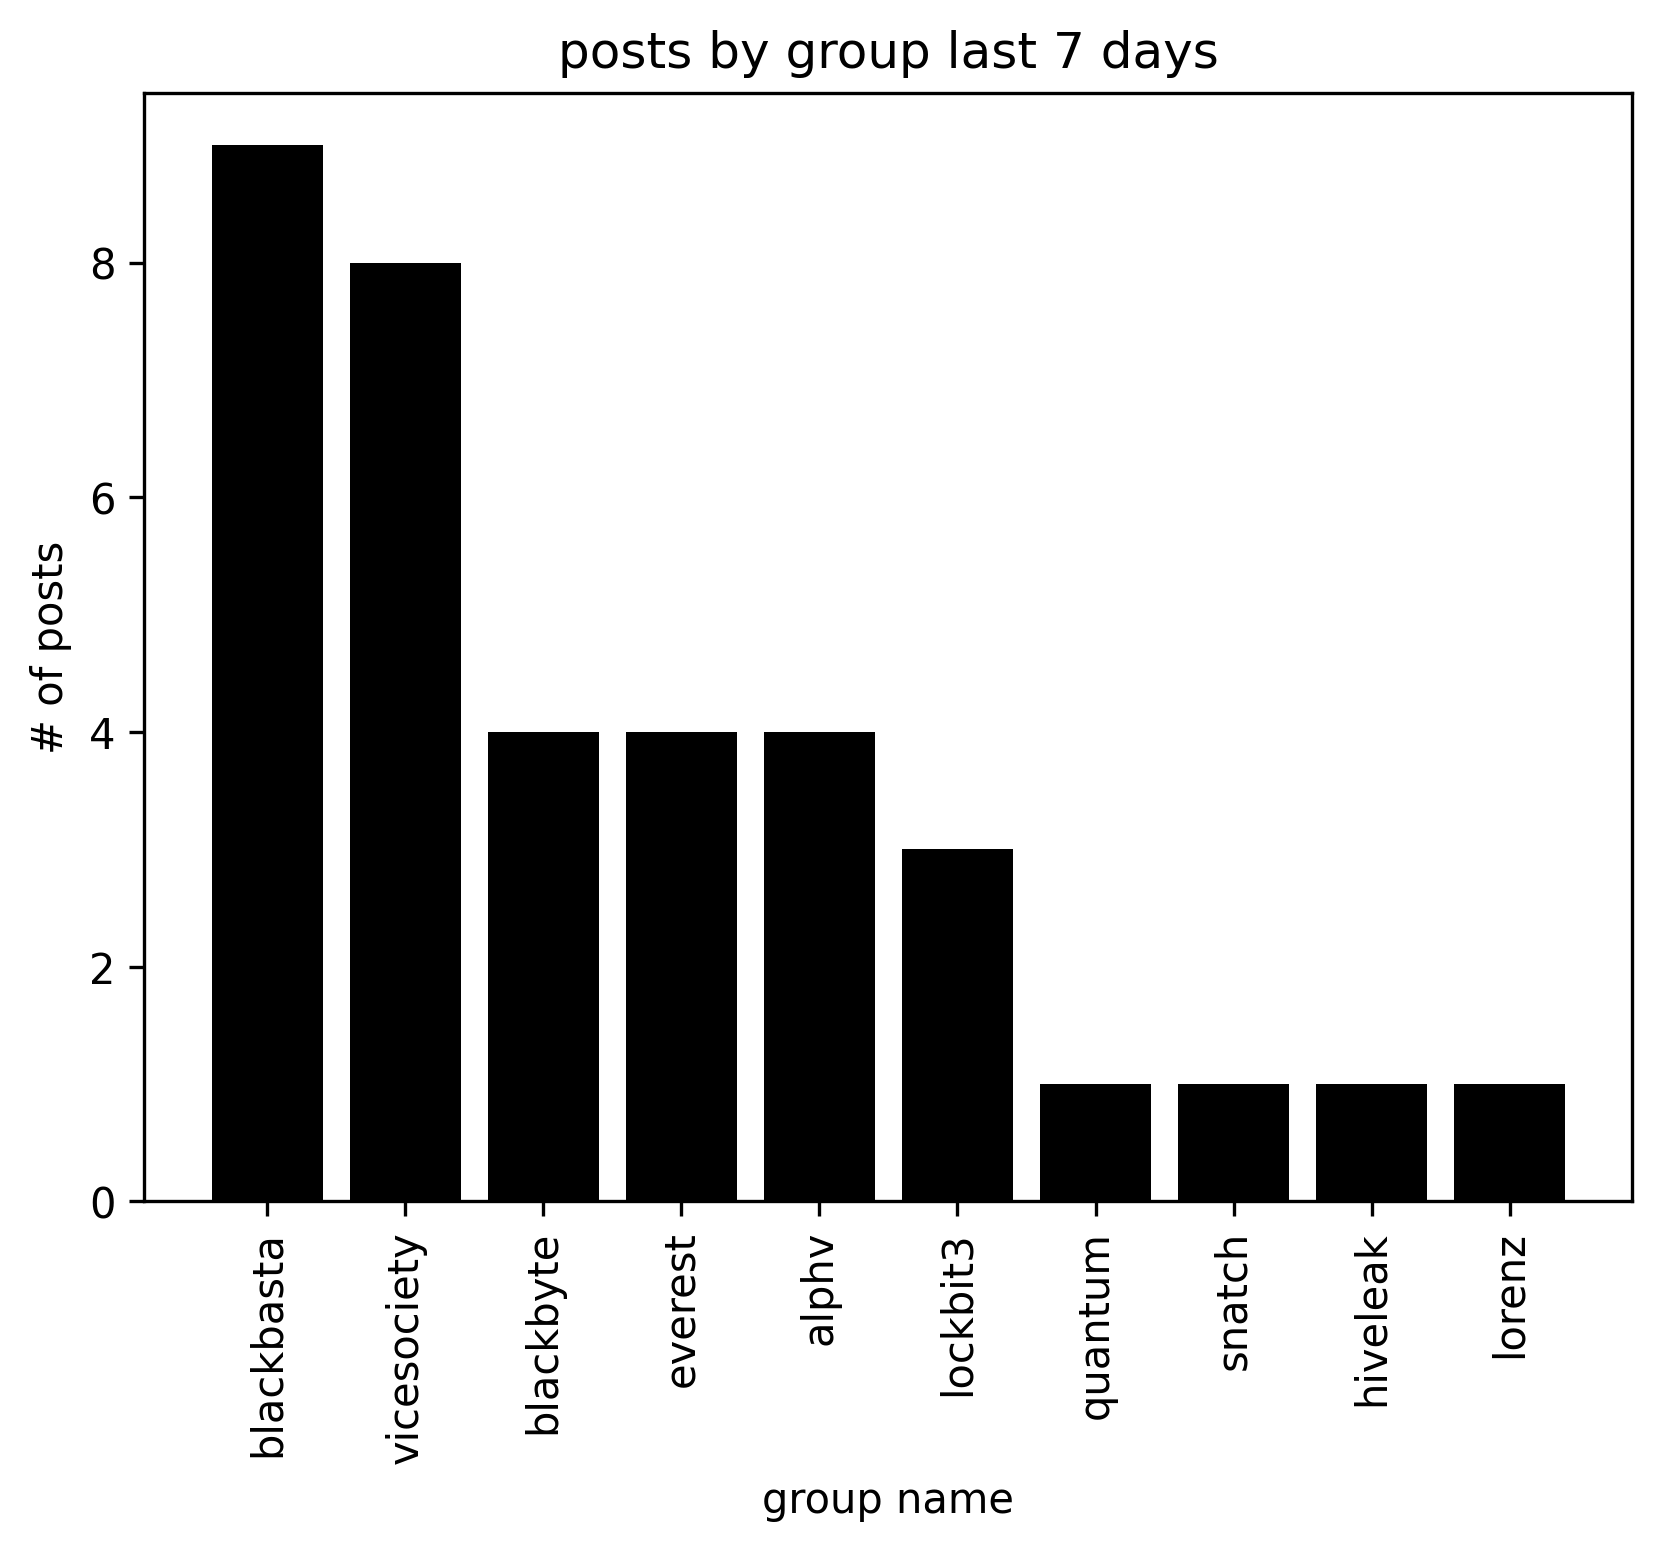 posts by group last 7 days
# of posts
8
6
4
2
0
blackbasta
vicesociety
blackbyte
everest
alphv
lockbit3
quantum
snatch
hiveleak
lorenz
group name